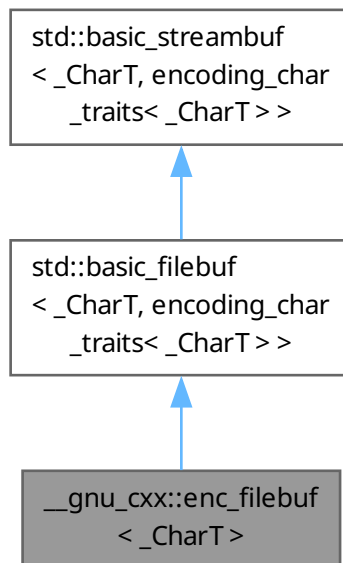 std::basic_streambuf
< _CharT, encoding_char
_traits< _CharT > >
std::basic_filebuf
< _CharT, encoding_char
_traits< _CharT > >
__gnu_cxx::enc_filebuf
< _CharT >